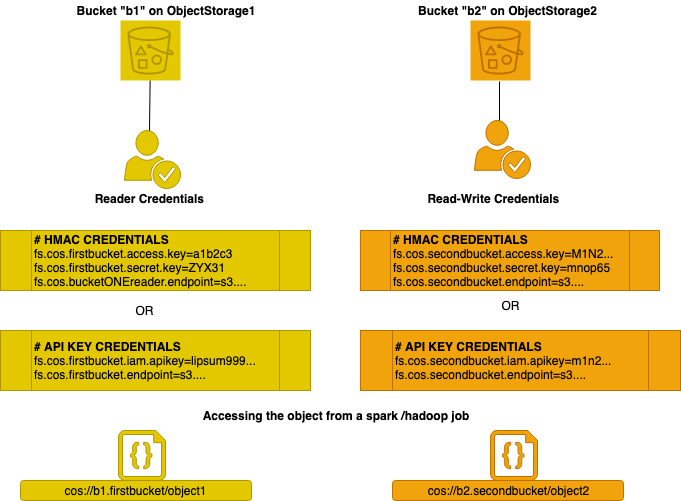 Bucket "b1" on ObjectStorage1
Bucket "b2" on ObjectStorage2
Reader Credentials
Read-Write Credentials
# HMAC CREDENTIALS
fs.cos.firstbucket.access.key=a1b2c3
fs.cos.firstbucket.secret.key=ZYX31
fs.cos.bucketONEreader.endpoint=s3....
# HMAC CREDENTIALS
fs.cos.secondbucket.access.key=M1N2...
fs.cos.secondbucket.secret.key=mnop65
fs.cos.secondbucket.endpoint=s3....
OR
OR
# API KEY CREDENTIALS
fs.cos.firstbucket.iam.apikey=lipsum999...
fs.cos.firstbucket.endpoint=s3....
# API KEY CREDENTIALS
fs.cos.secondbucket.iam.apikey=m1n2...
fs.cos.secondbucket.endpoint=s3....
Accessing the object from a spark /hadoop job
{}
{}
cos://b1.firstbucket/object1
cos://b2.secondbucket/object2